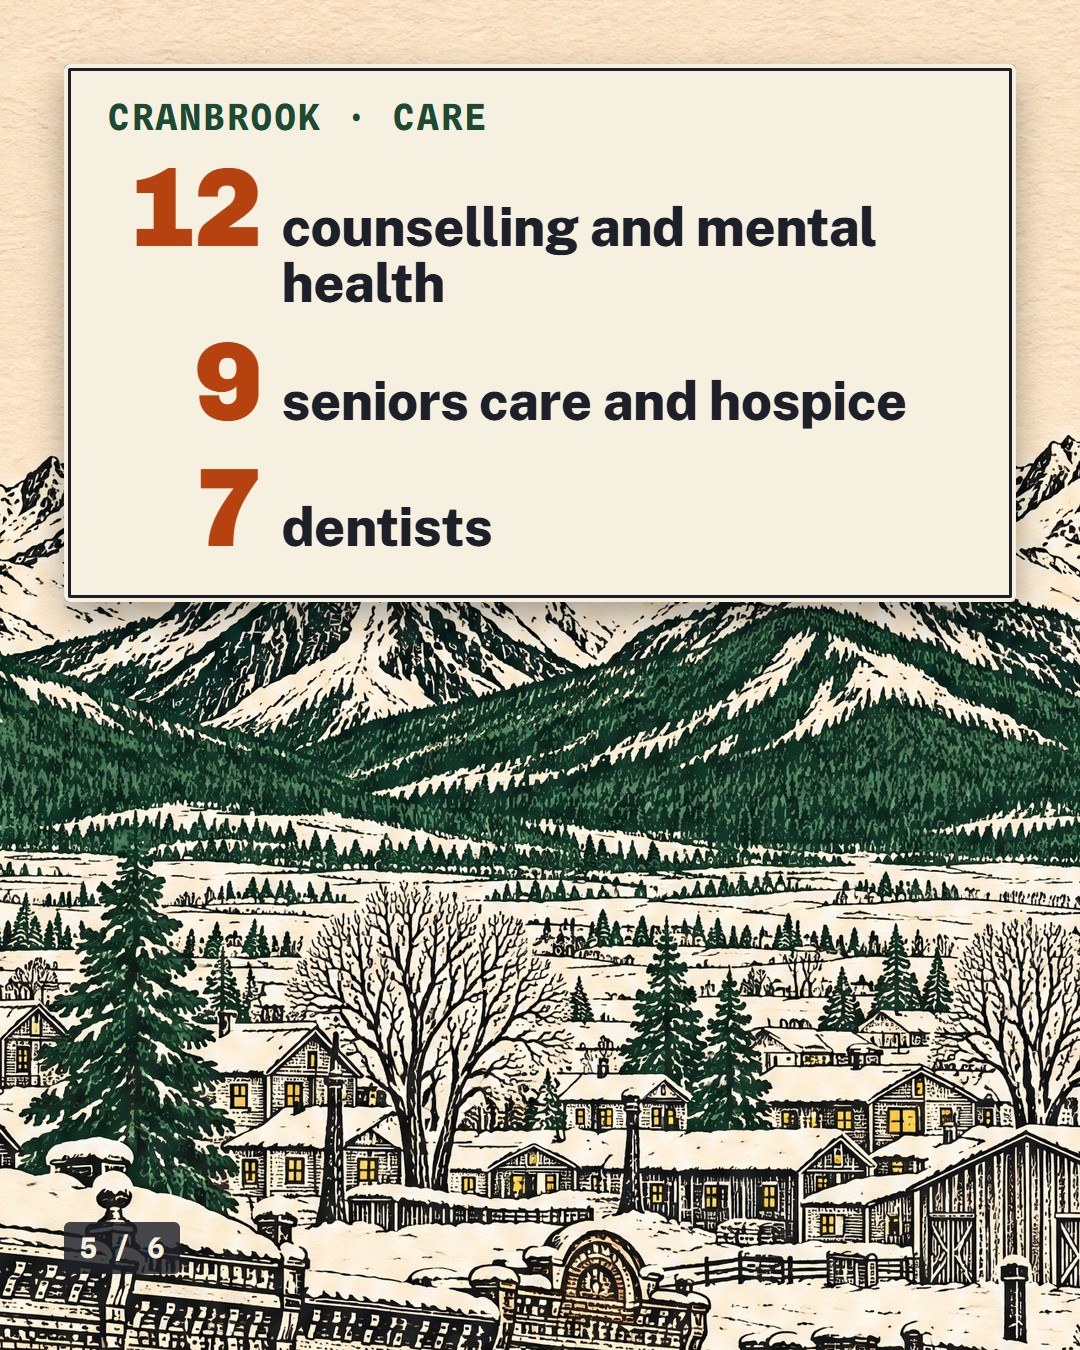 CRANBROOK · CARE
12 counselling and mental
health
9 seniors care and hospice
7 dentists
5 / 6